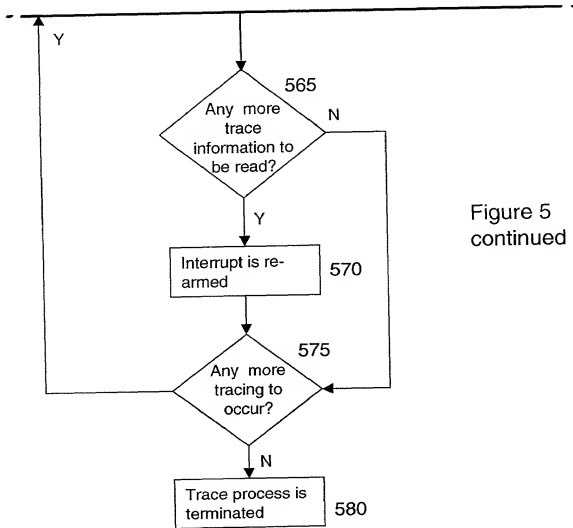 Y
565
Any more
trace
information to
be read?
N
Y
Figure 5
continued
Interrupt is re-
armed
570
575
Any more
tracing to
occur?
N
Trace process is
terminated
580